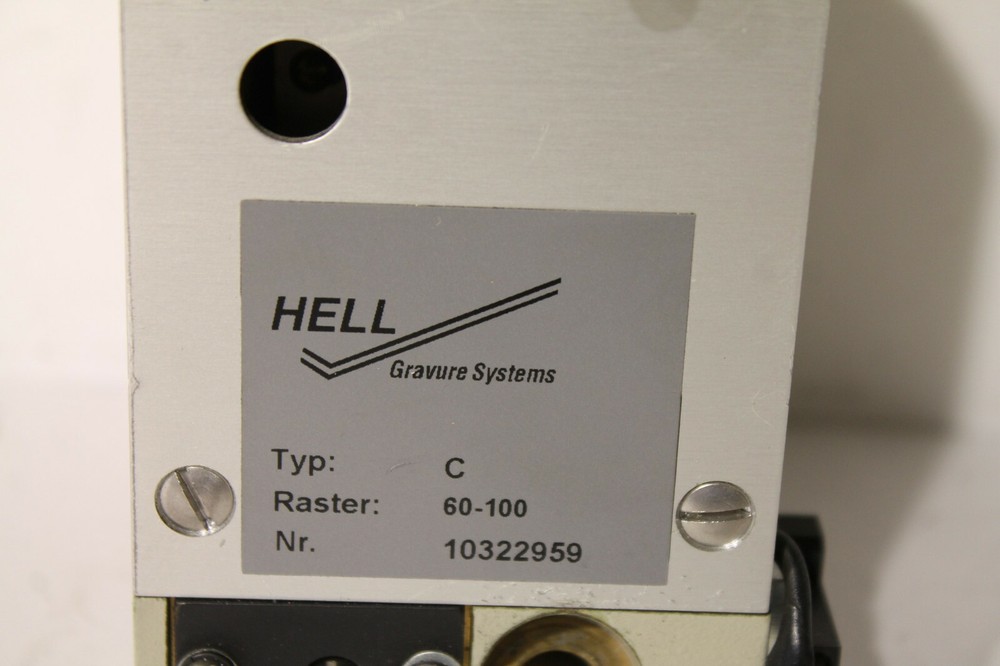 HELL
Gravure Systems
Typ: C
Raster: 60-100
Nr. 10322959